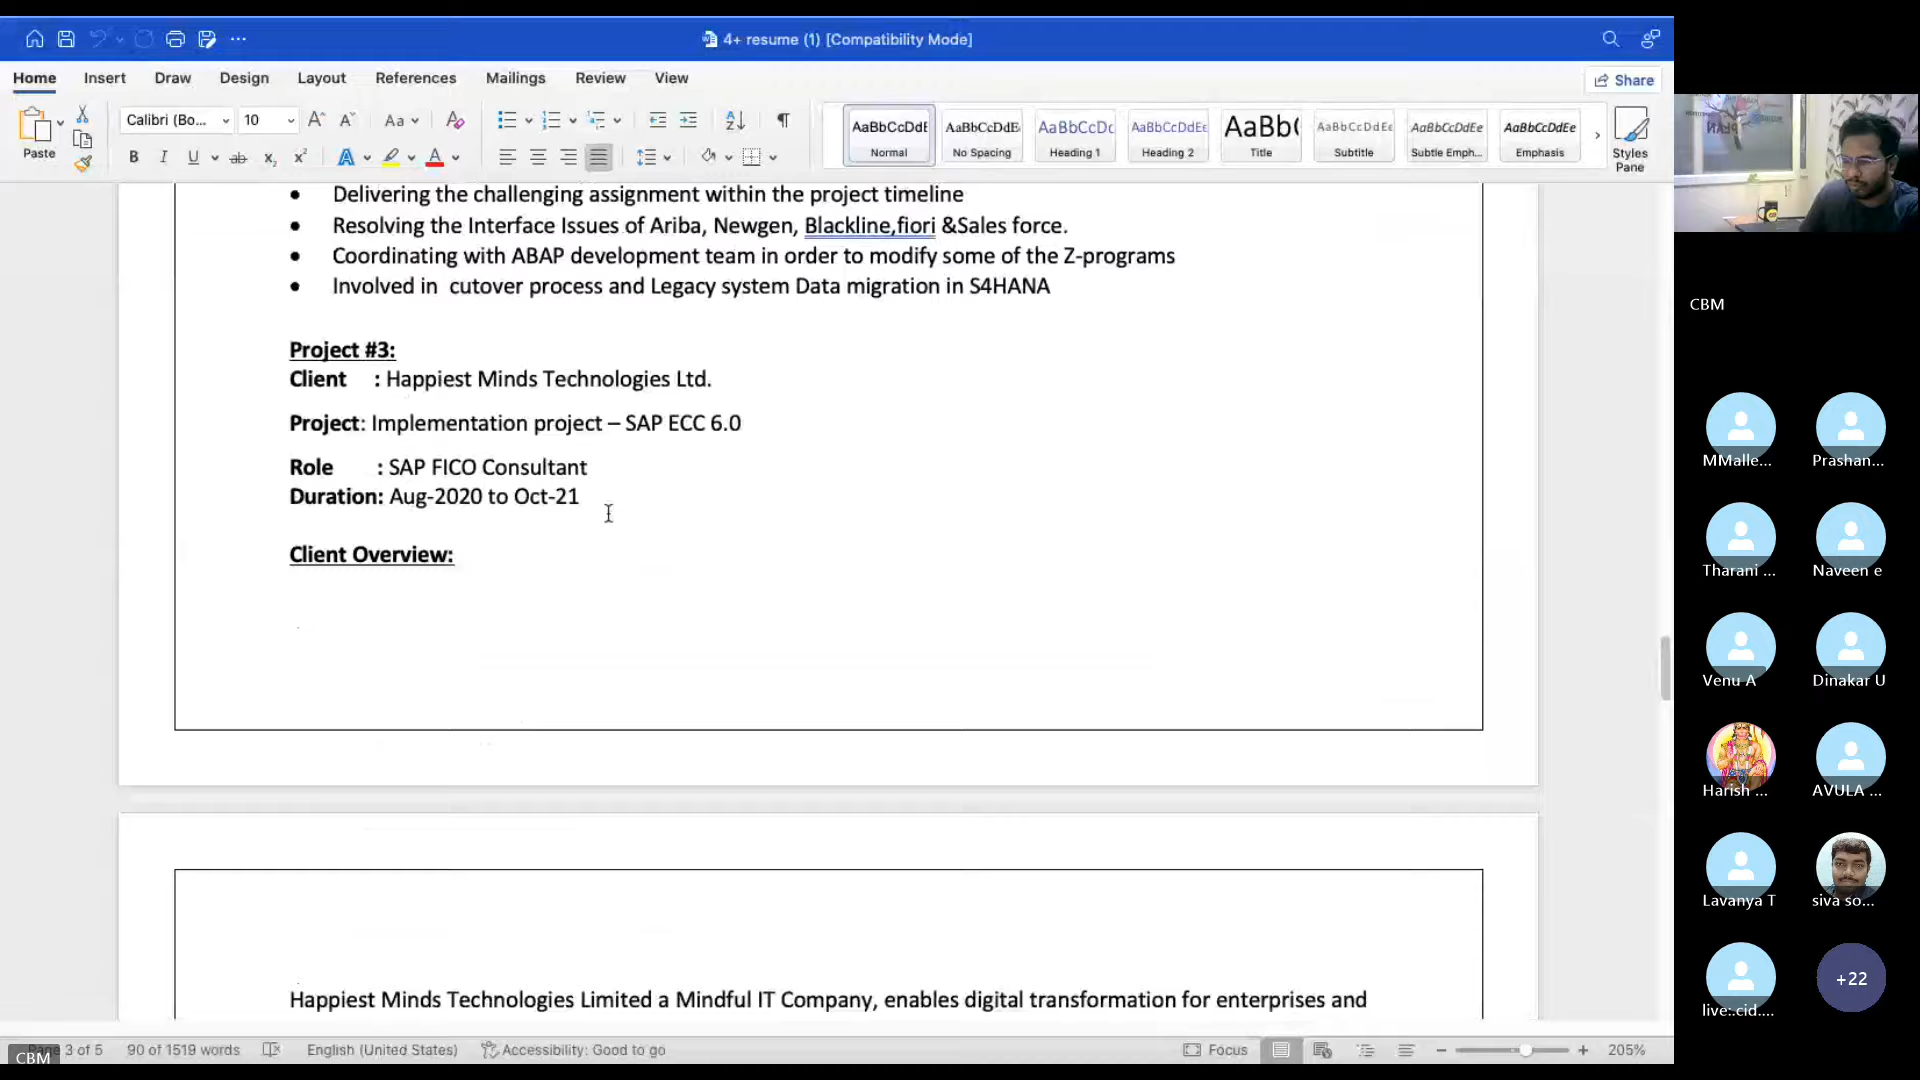 4+ resume (1) [Compatibility Mode]
Home Insert Draw Design Layout References Mailings Review View
Share
Paste
Calibri (Bo... 10
AaBbCcDdE AaBbCcDdE AaBbCcDc AaBbCcDdEe AaBb( AaBbCcDdEe AaBbCcDdEe AaBbCcDdEe
Normal No Spacing Heading 1 Heading 2 Title Subtitle Subtle Emph... Emphasis
Styles Pane
• Delivering the challenging assignment within the project timeline
• Resolving the Interface Issues of Ariba, Newgen, Blackline,fiori &Sales force.
• Coordinating with ABAP development team in order to modify some of the Z-programs
• Involved in cutover process and Legacy system Data migration in S4HANA
Project #3:
Client : Happiest Minds Technologies Ltd.
Project: Implementation project – SAP ECC 6.0
Role : SAP FICO Consultant
Duration: Aug-2020 to Oct-21
Client Overview:
Happiest Minds Technologies Limited a Mindful IT Company, enables digital transformation for enterprises and
3 of 5 90 of 1519 words English (United States) Accessibility: Good to go Focus 205%
CBM
CBM
MMalle... Prashan...
Tharani ... Naveen e
Venu A Dinakar U
Harish ... AVULA ...
Lavanya T siva so...
live:.cid.... +22